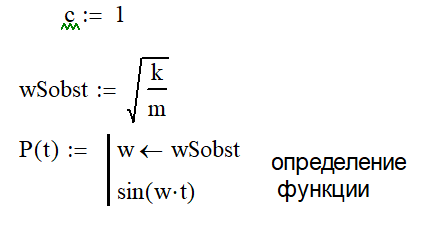 c := 1
wSobst := √(k/m)
P(t) := | w ← wSobst
| sin(w·t)
определение
функции